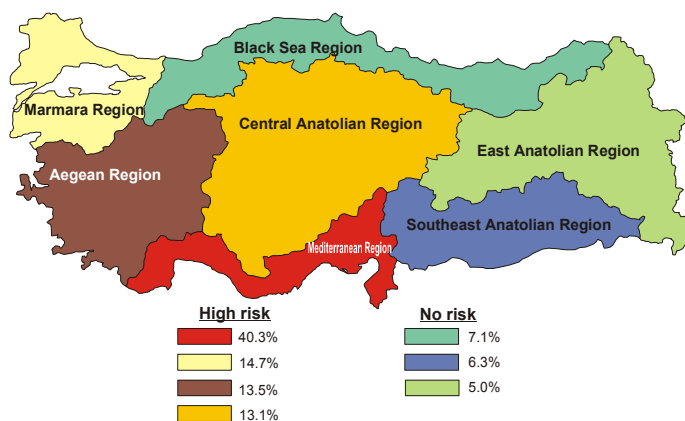 Black Sea Region
Marmara Region
Central Anatolian Region
East Anatolian Region
Aegean Region
Southeast Anatolian Region
Mediterranean Region
High risk
40.3%
14.7%
13.5%
13.1%
No risk
7.1%
6.3%
5.0%